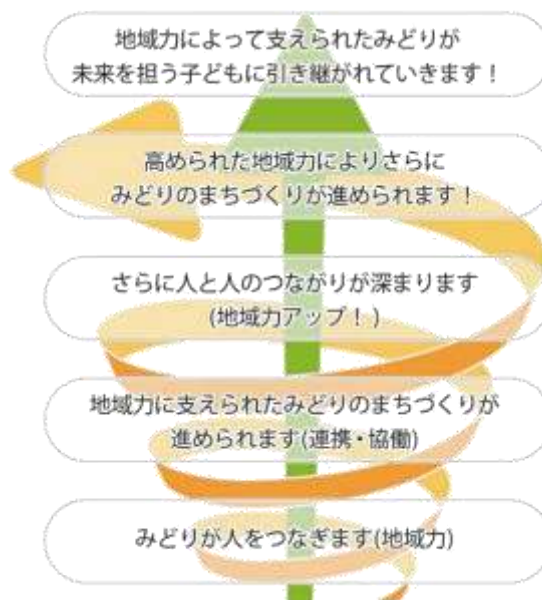 地域力によって支えられたみどりが
未来を担う子どもに引き継がれていきます！
高められた地域力によりさらに
みどりのまちづくりが進められます！
さらに人と人のつながりが深まります
(地域力アップ！)
地域力に支えられたみどりのまちづくりが
進められます(連携・協働)
みどりが人をつなぎます(地域力)